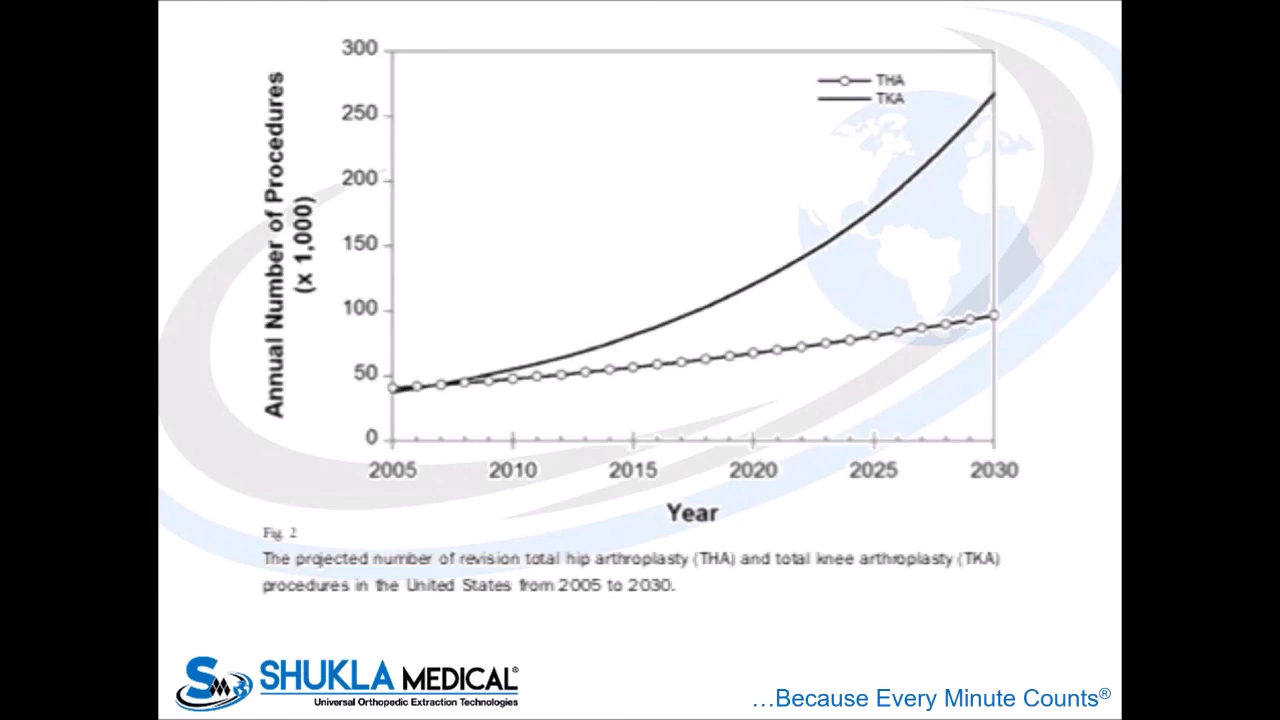 300
250
200
150
100
50
0
Annual Number of Procedures
(x 1,000)
THA
TKA
2005 2010 2015 2020 2025 2030
Year
Fig. 2
The projected number of revision total hip arthroplasty (THA) and total knee arthroplasty (TKA)
procedures in the United States from 2005 to 2030.
SM
SHUKLA MEDICAL®
Universal Orthopedic Extraction Technologies
...Because Every Minute Counts®